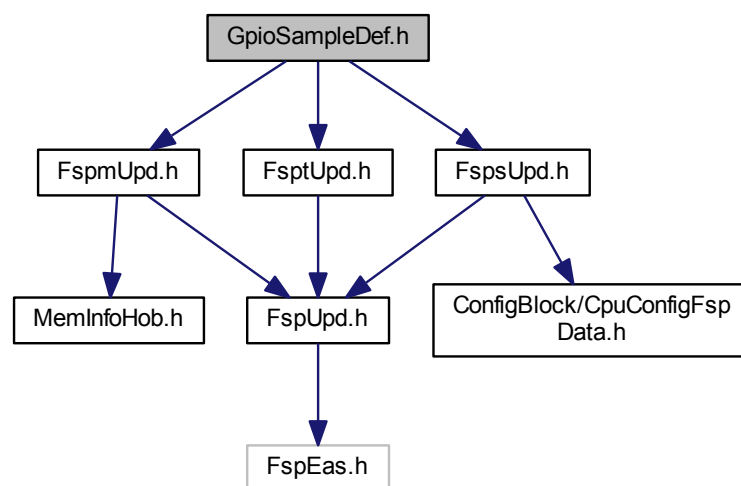 GpioSampleDef.h
FspmUpd.h
FsptUpd.h
FspsUpd.h
MemInfoHob.h
FspUpd.h
ConfigBlock/CpuConfigFsp
Data.h
FspEas.h